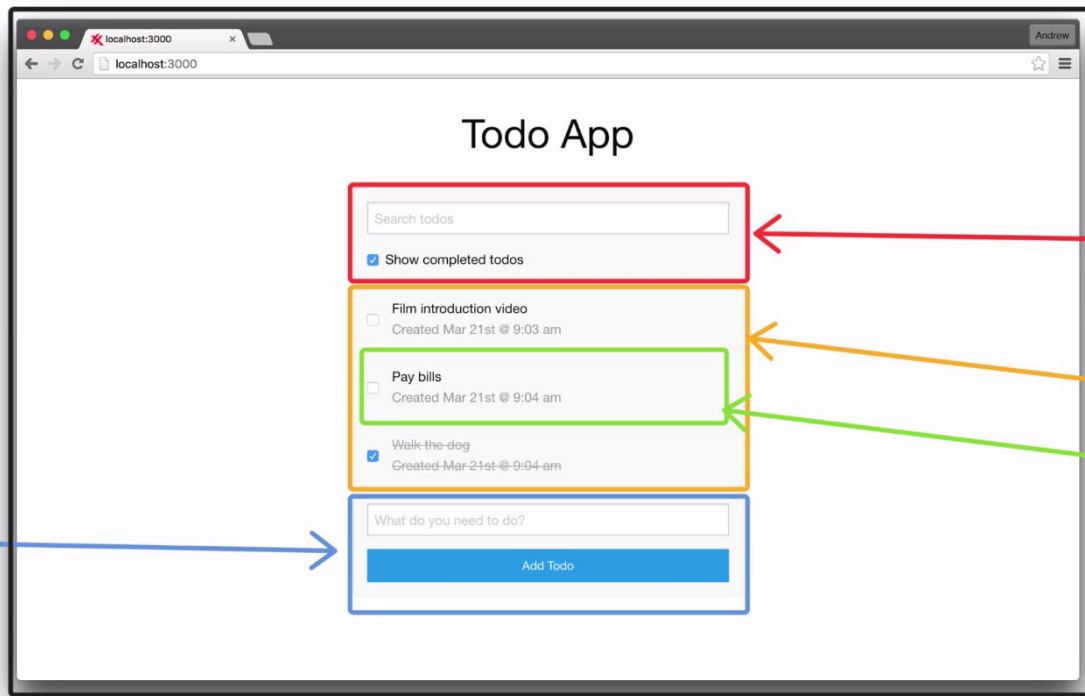 localhost:3000
Andrew
localhost:3000
Todo App
Search todos
Show completed todos
Film introduction video
Created Mar 21st @ 9:03 am
Pay bills
Created Mar 21st @ 9:04 am
Walk the dog
Created Mar 21st @ 9:04 am
What do you need to do?
Add Todo